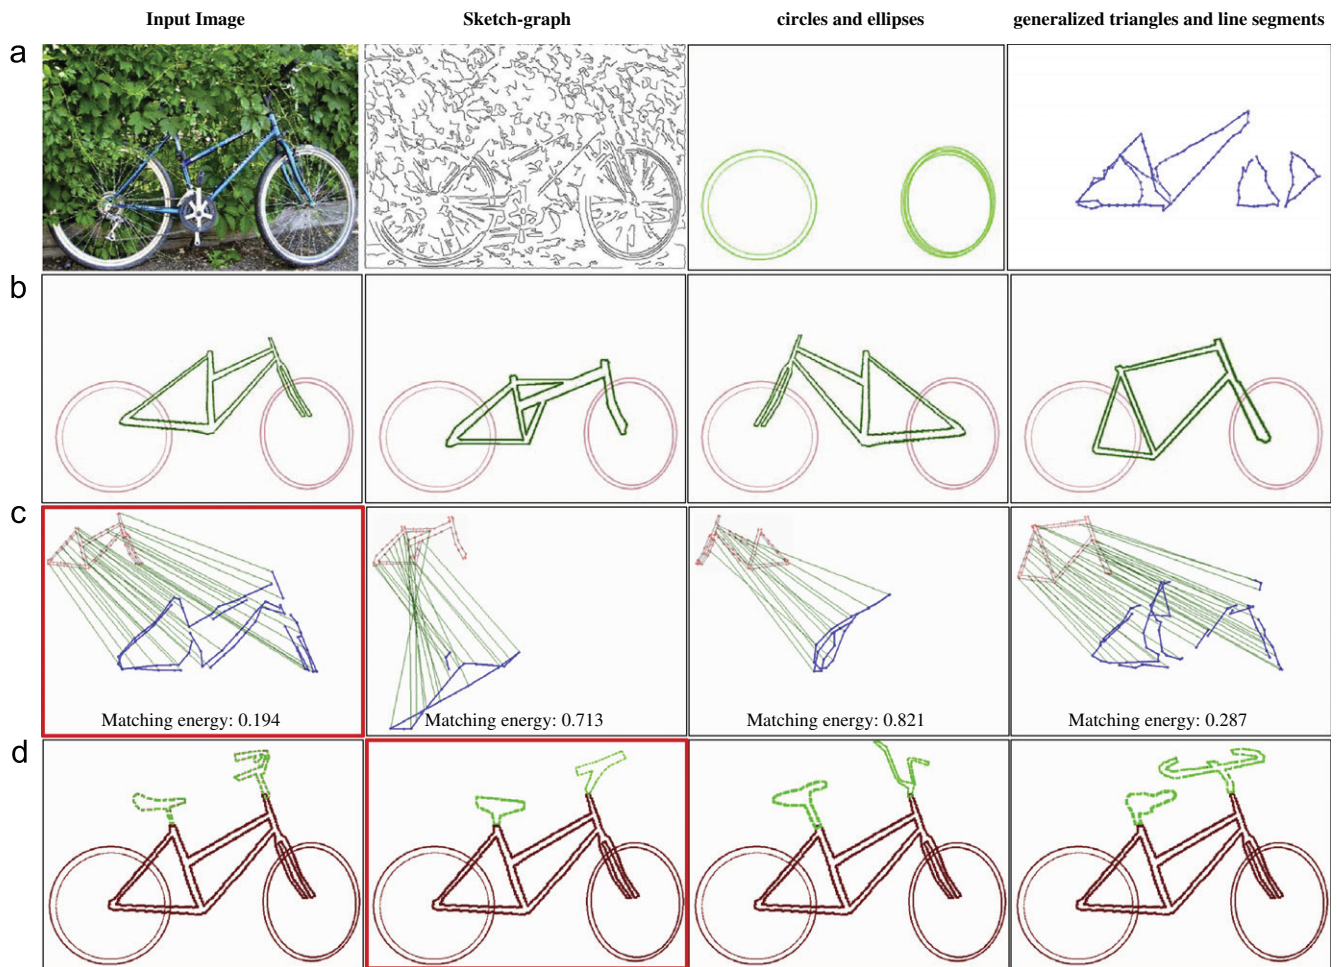 Input Image
Sketch-graph
circles and ellipses
generalized triangles and line segments
a
b
c
Matching energy: 0.194
Matching energy: 0.713
Matching energy: 0.821
Matching energy: 0.287
d